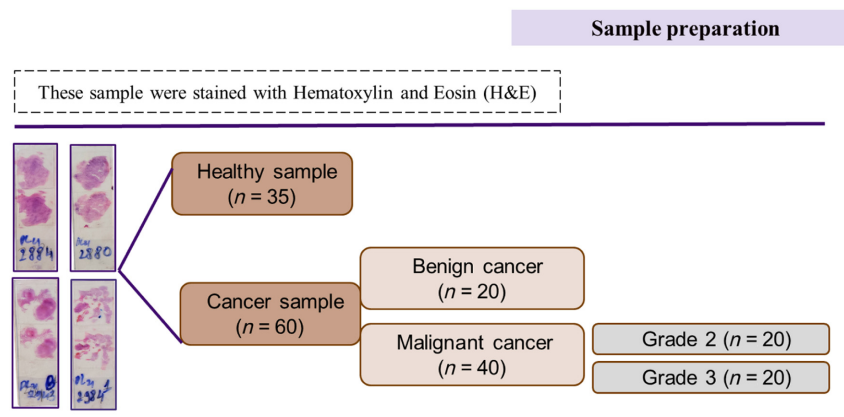 Sample preparation
These sample were stained with Hematoxylin and Eosin (H&E)
Healthy sample
(n = 35)
Cancer sample
(n = 60)
Benign cancer
(n = 20)
Malignant cancer
(n = 40)
Grade 2 (n = 20)
Grade 3 (n = 20)
2884
2880